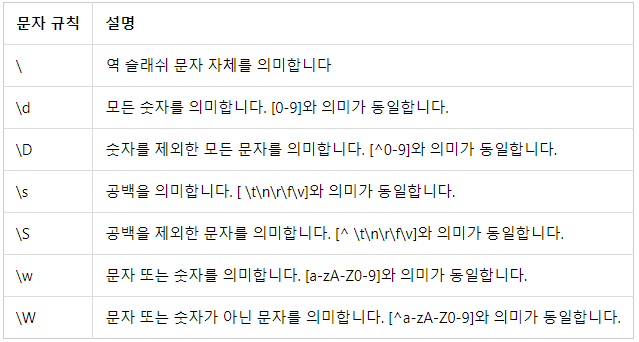 문자 규칙 설명
\ 역 슬래쉬 문자 자체를 의미합니다
\d 모든 숫자를 의미합니다. [0-9]와 의미가 동일합니다.
\D 숫자를 제외한 모든 문자를 의미합니다. [^0-9]와 의미가 동일합니다.
\s 공백을 의미합니다. [ \t\n\r\f\v]와 의미가 동일합니다.
\S 공백을 제외한 문자를 의미합니다. [^ \t\n\r\f\v]와 의미가 동일합니다.
\w 문자 또는 숫자를 의미합니다. [a-zA-Z0-9]와 의미가 동일합니다.
\W 문자 또는 숫자가 아닌 문자를 의미합니다. [^a-zA-Z0-9]와 의미가 동일합니다.